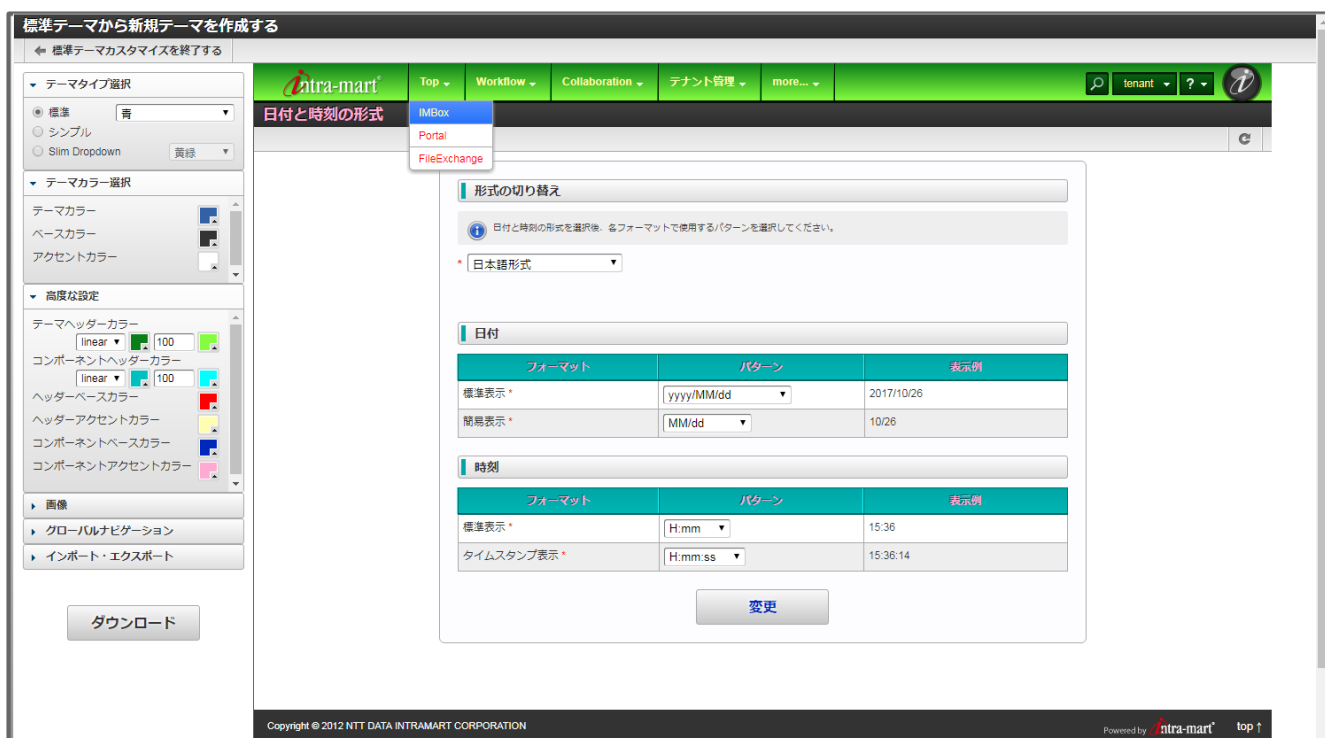 標準テーマから新規テーマを作成する
標準テーマカスタマイズを終了する
テーマタイプ選択
標準 青
シンプル
Slim Dropdown 黄緑
テーマカラー選択
テーマカラー
ベースカラー
アクセントカラー
高度な設定
テーマヘッダーカラー
linear 100
コンポーネントヘッダーカラー
linear 100
ヘッダーベースカラー
ヘッダーアクセントカラー
コンポーネントベースカラー
コンポーネントアクセントカラー
画像
グローバルナビゲーション
インポート・エクスポート
ダウンロード
intra-mart Top Workflow Collaboration テナント管理 more... tenant ?
日付と時刻の形式
IMBox
Portal
FileExchange
形式の切り替え
日付と時刻の形式を選択後、各フォーマットで使用するパターンを選択してください。
* 日本語形式
日付
フォーマット パターン 表示例
標準表示 * yyyy/MM/dd 2017/10/26
簡易表示 * MM/dd 10/26
時刻
フォーマット パターン 表示例
標準表示 * H:mm 15:36
タイムスタンプ表示 * H:mm:ss 15:36:14
変更
Copyright © 2012 NTT DATA INTRAMART CORPORATION
Powered by intra-mart top ↑